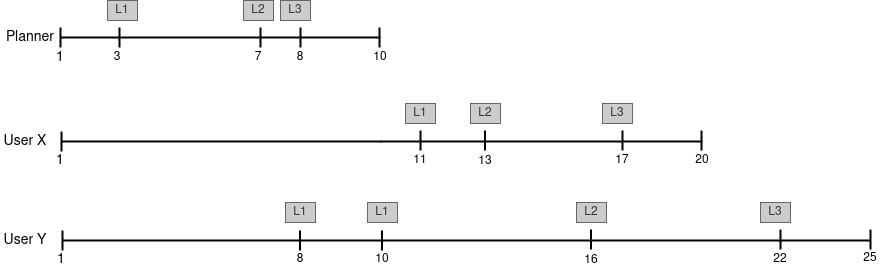 L1 L2 L3
Planner
1 3 7 8 10
L1 L2 L3
User X
1 11 13 17 20
L1 L1 L2 L3
User Y
1 8 10 16 22 25